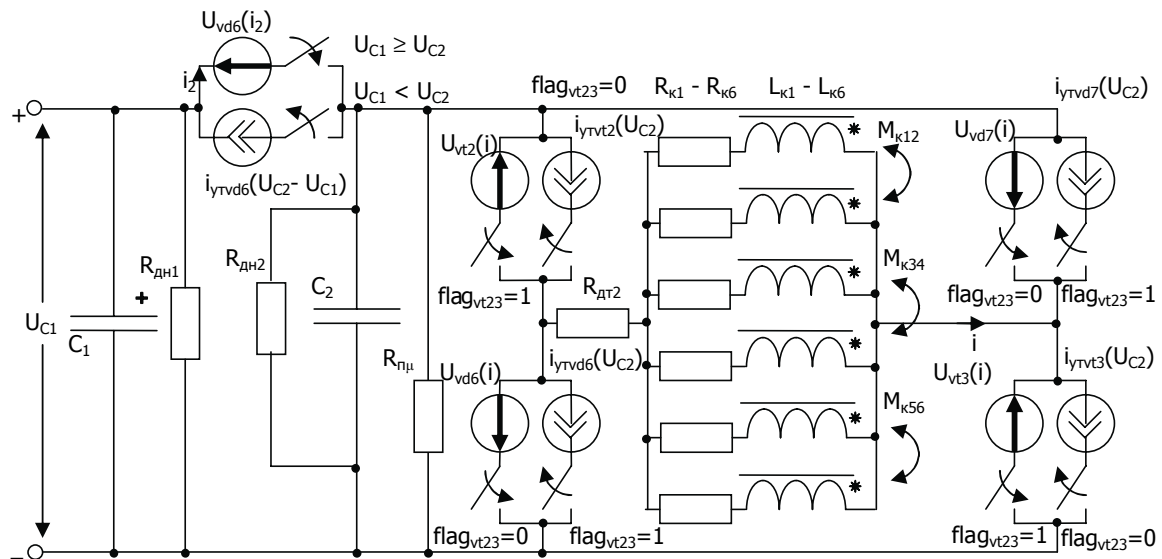 U_vd6(i_2)
U_C1 ≥ U_C2
i_2
U_C1 < U_C2
flag_vt23=0
R_к1 - R_к6
L_к1 - L_к6
i_утvd7(U_C2)
+
i_утvt2(U_C2)
M_к12
U_vt2(i)
U_vd7(i)
i_утvd6(U_C2- U_C1)
R_дн1
R_дн2
C_2
M_к34
+
flag_vt23=1
R_дт2
flag_vt23=0
flag_vt23=1
U_C1
C_1
i
R_пμ
U_vd6(i)
i_утvd6(U_C2)
U_vt3(i)
i_утvt3(U_C2)
M_к56
flag_vt23=0
flag_vt23=1
flag_vt23=1
flag_vt23=0
–